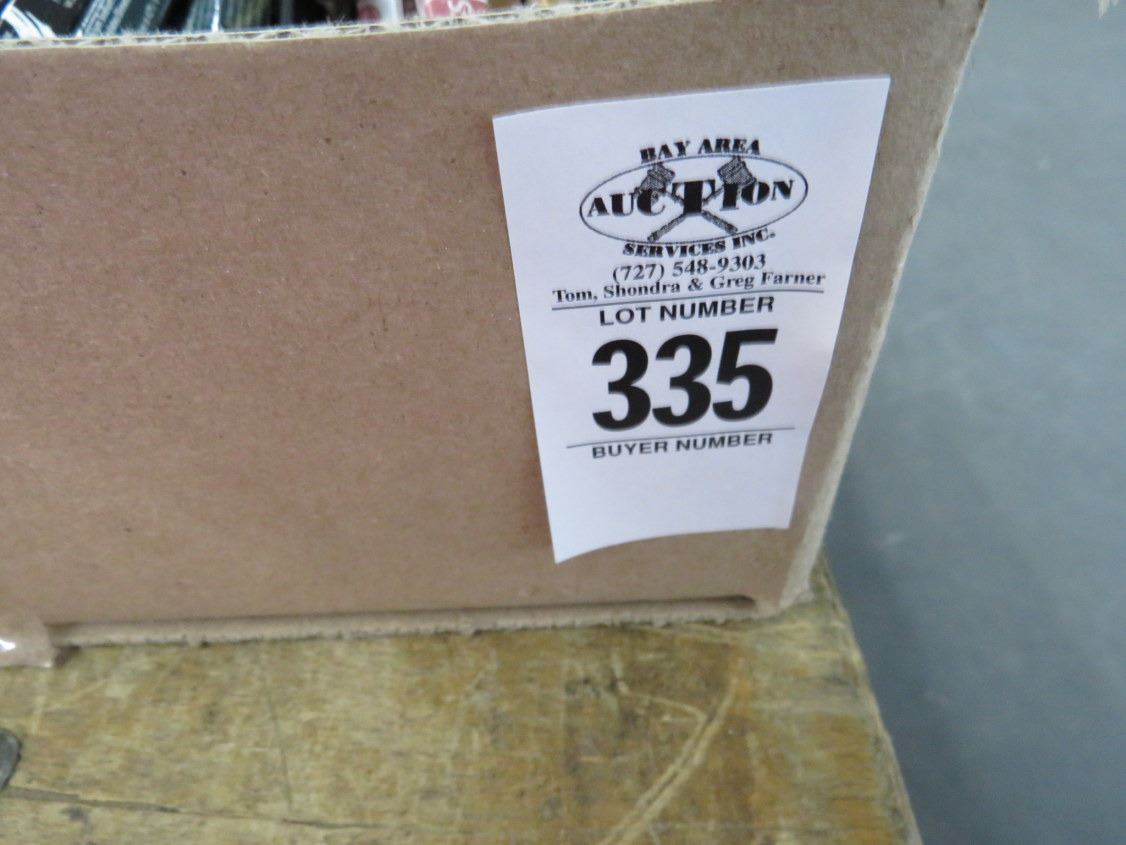 BAY AREA
AUCTION
SERVICES INC.
(727) 548-9303
Tom, Shondra & Greg Farner
LOT NUMBER
335
BUYER NUMBER